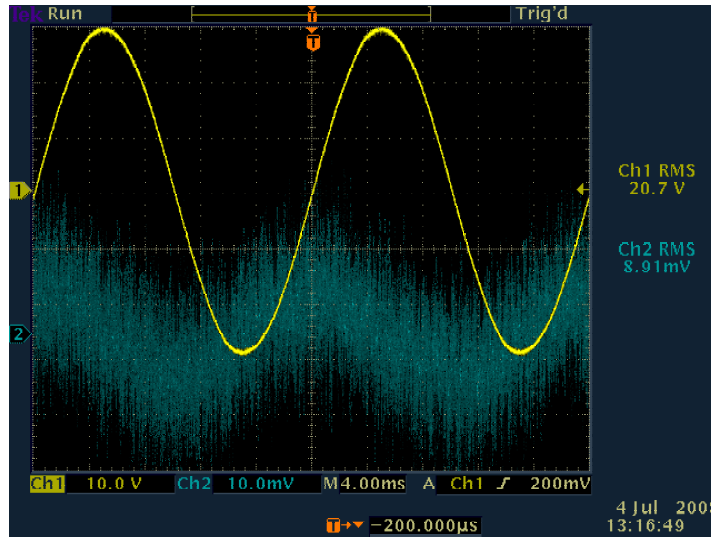 Tek Run Trig'd
T
T
1
Ch1 RMS
20.7 V
Ch2 RMS
8.91mV
2
Ch1 10.0 V Ch2 10.0mV M 4.00ms A Ch1 200mV
T -200.000µs
4 Jul 200
13:16:49